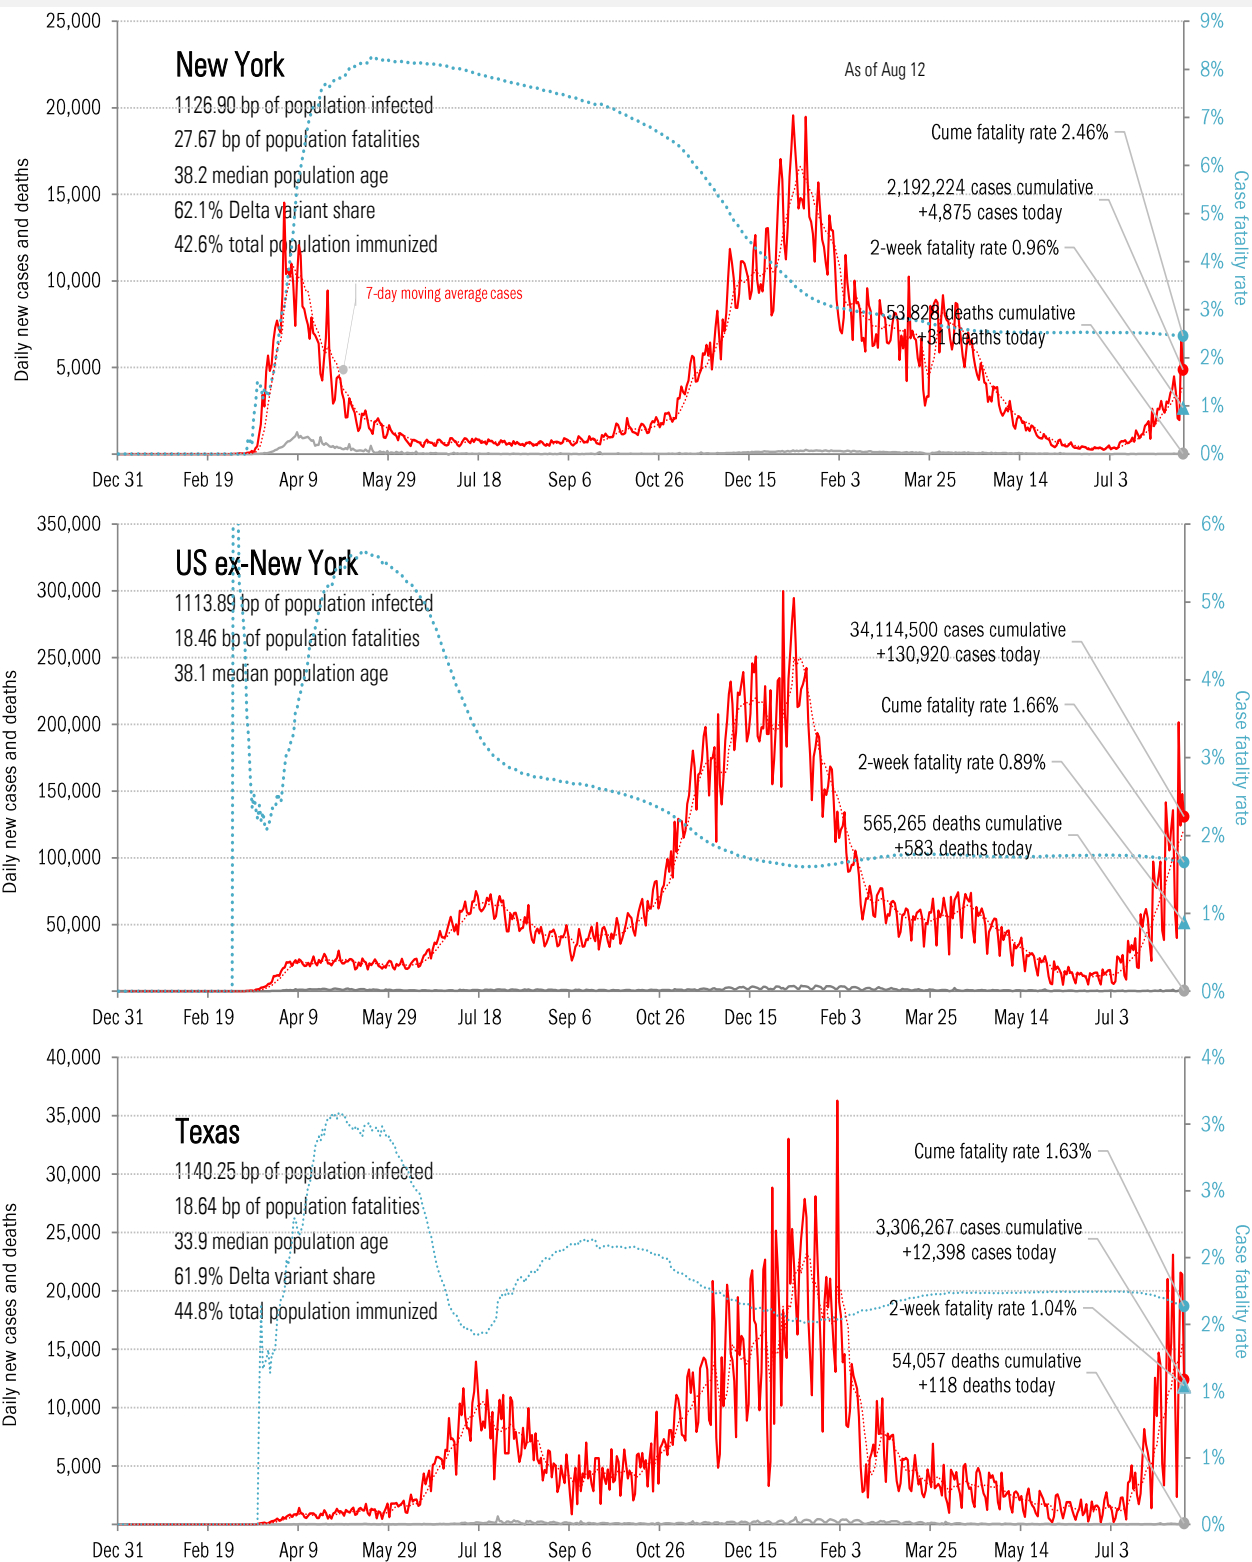 25,000
20,000
15,000
10,000
5,000
9%
8%
7%
6%
5%
4%
3%
2%
1%
0%
Daily new cases and deaths
Case fatality rate
New York
1126.90 bp of population infected
27.67 bp of population fatalities
38.2 median population age
62.1% Delta variant share
42.6% total population immunized
7-day moving average cases
As of Aug 12
Cume fatality rate 2.46%
2,192,224 cases cumulative
+4,875 cases today
2-week fatality rate 0.96%
53,828 deaths cumulative
+31 deaths today
Dec 31 Feb 19 Apr 9 May 29 Jul 18 Sep 6 Oct 26 Dec 15 Feb 3 Mar 25 May 14 Jul 3
350,000
300,000
250,000
200,000
150,000
100,000
50,000
6%
5%
4%
3%
2%
1%
0%
Daily new cases and deaths
Case fatality rate
US ex-New York
1113.89 bp of population infected
18.46 bp of population fatalities
38.1 median population age
34,114,500 cases cumulative
+130,920 cases today
Cume fatality rate 1.66%
2-week fatality rate 0.89%
565,265 deaths cumulative
+583 deaths today
Dec 31 Feb 19 Apr 9 May 29 Jul 18 Sep 6 Oct 26 Dec 15 Feb 3 Mar 25 May 14 Jul 3
40,000
35,000
30,000
25,000
20,000
15,000
10,000
5,000
4%
3%
3%
2%
2%
1%
1%
0%
Daily new cases and deaths
Case fatality rate
Texas
1140.25 bp of population infected
18.64 bp of population fatalities
33.9 median population age
61.9% Delta variant share
44.8% total population immunized
Cume fatality rate 1.63%
3,306,267 cases cumulative
+12,398 cases today
2-week fatality rate 1.04%
54,057 deaths cumulative
+118 deaths today
Dec 31 Feb 19 Apr 9 May 29 Jul 18 Sep 6 Oct 26 Dec 15 Feb 3 Mar 25 May 14 Jul 3